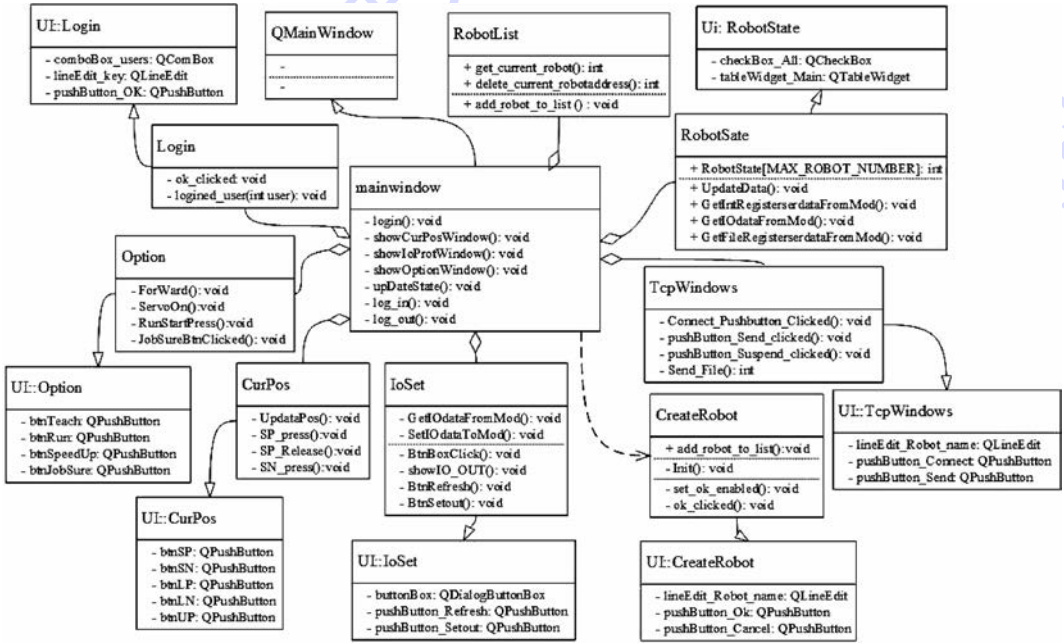 UI::Login
- comboBox_users: QComBox
- lineEdit_key: QLineEdit
- pushButton_OK: QPushButton
QMainWindow
-
-
RobotList
+ get_current_robot(): int
+ delete_current_robotaddress(): int
+ add_robot_to_list () : void
Ui: RobotState
- checkBox_All: QCheckBox
- tableWidget_Main: QTableWidget
Login
- ok_clicked: void
- logined_user(int user): void
mainwindow
- login(): void
- showCurPosWindow(): void
- showIoProtWindow(): void
- showOptionWindow(): void
- upDateState(): void
- log_in(): void
- log_out(): void
RobotSate
+ RobotState[MAX_ROBOT_NUMBER]: int
+ UpdateData(): void
+ GetIntRegisterserdataFromMod(): void
+ GetIOdataFromMod(): void
+ GetFileRegisterserdataFromMod(): void
Option
- ForWard(): void
- ServoOn():void
- RunStartPress():void
- JobSureBtnClicked(): void
TcpWindows
- Connect_Pushbutton_Clicked(): void
- pushButton_Send_clicked(): void
- pushButton_Suspend_clicked(): void
- Send_File(): int
UI::Option
- btnTeach: QPushButton
- btnRun: QPushButton
- btnSpeedUp: QPushButton
- btnJobSure: QPushButton
CurPos
- UpdataPos(): void
- SP_press(): void
- SP_Release(): void
- SN_press():void
IoSet
- GetIOdataFromMod(): void
- SetIOdataToMod(): void
- BtnBoxClick(): void
- showIO_OUT(): void
- BtnRefresh(): void
- BtnSetout(): void
CreateRobot
+ add_robot_to_list():void
- Init(): void
- set_ok_enabled(): void
- ok_clicked(): void
UI::TcpWindows
- lineEdit_Robot_name: QLineEdit
- pushButton_Connect: QPushButton
- pushButton_Send: QPushButton
UI::CurPos
- btnSP: QPushButton
- btnSN: QPushButton
- btnLP: QPushButton
- btnLN: QPushButton
- btnUP: QPushButton
UI::IoSet
- buttonBox: QDialogButtonBox
- pushButton_Refresh: QPushButton
- pushButton_Setout: QPushButton
UI::CreateRobot
- lineEdit_Robot_name: QLineEdit
- pushButton_Ok: QPushButton
- pushButton_Cancel: QPushButton